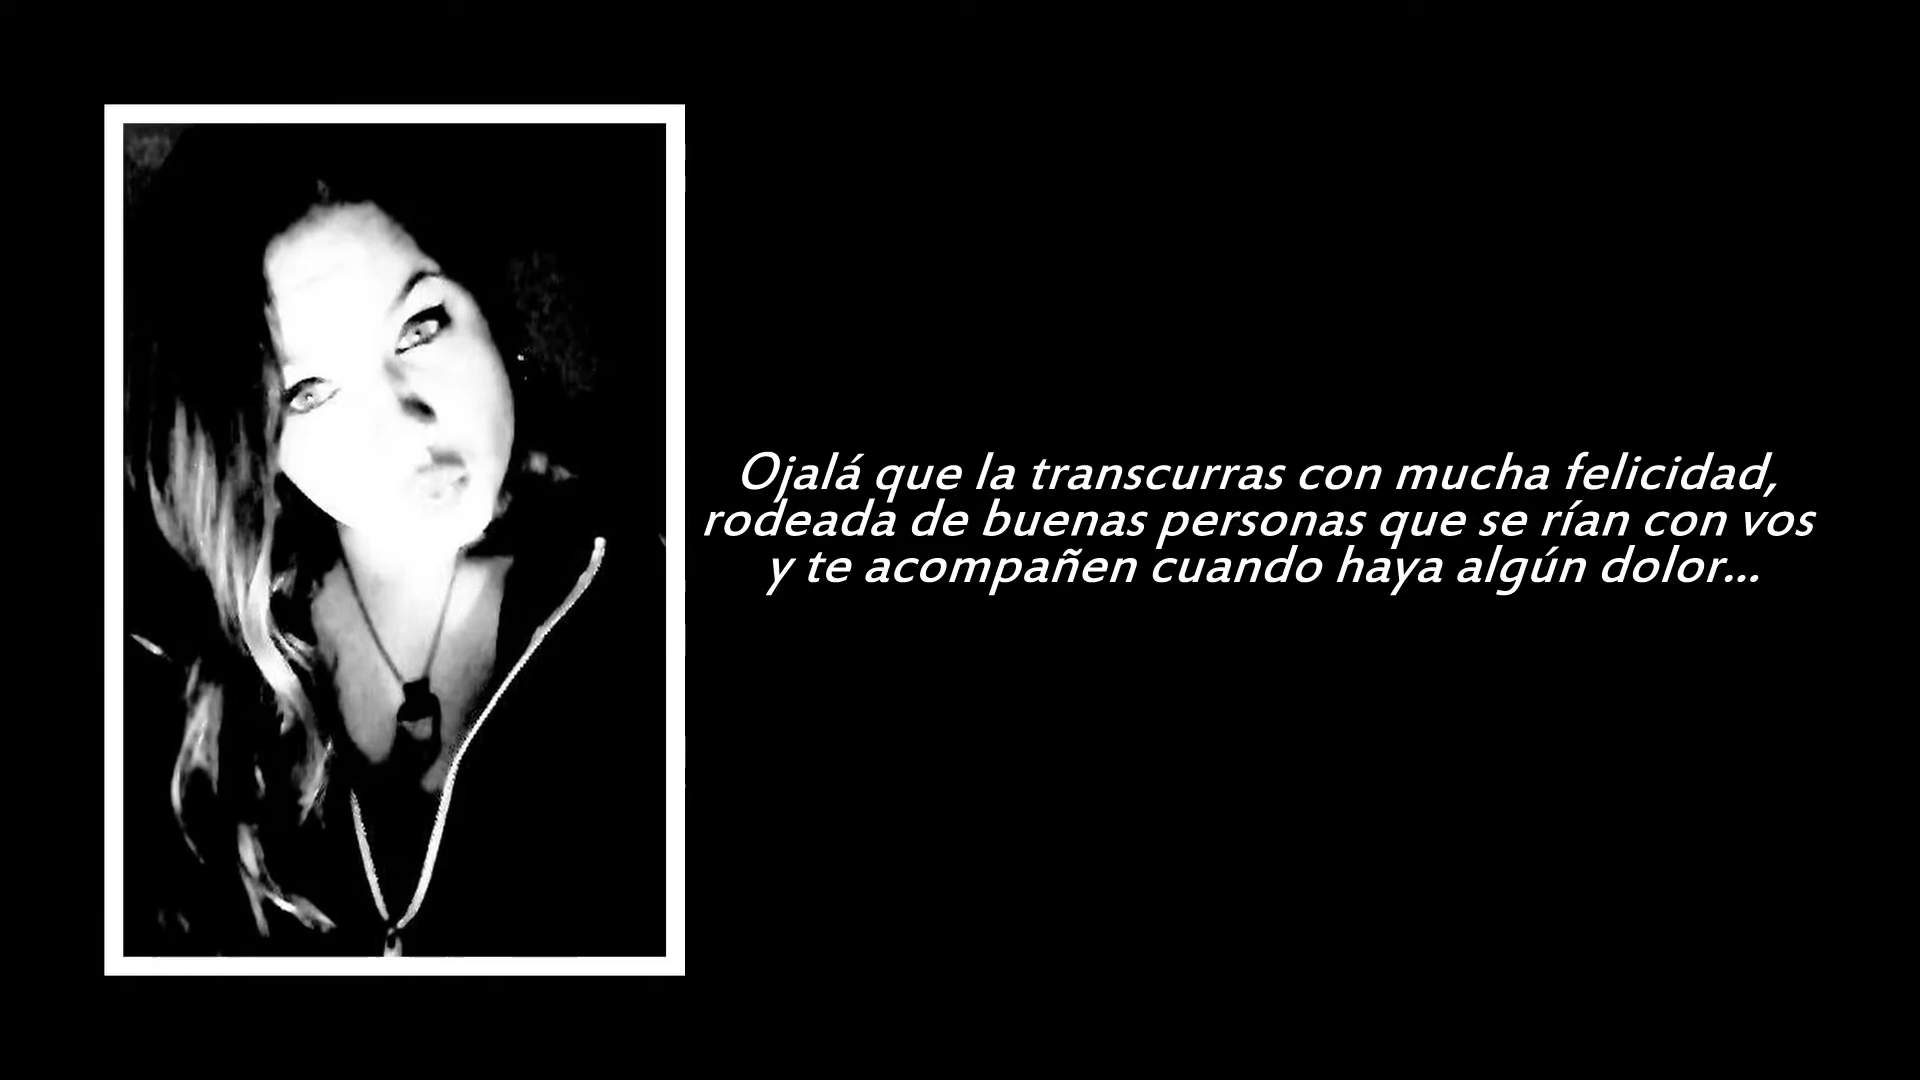 Ojalá que la transcurras con mucha felicidad,
rodeada de buenas personas que se rían con vos
y te acompañen cuando haya algún dolor...